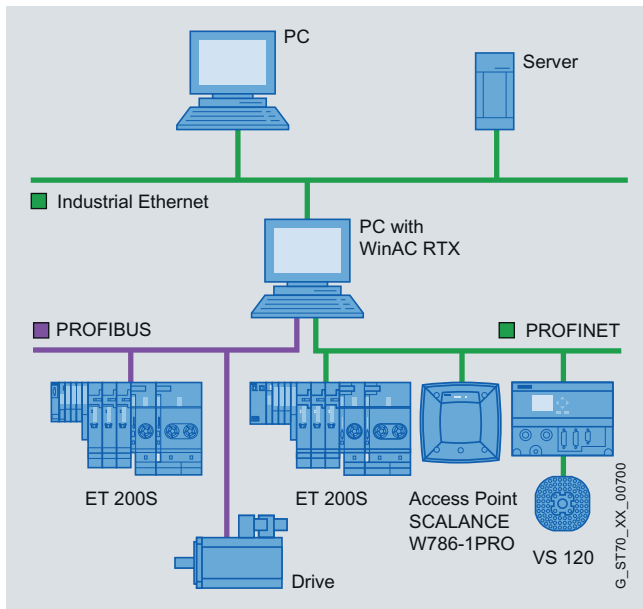 PC
Server
Industrial Ethernet
PC with
WinAC RTX
PROFIBUS
PROFINET
ET 200S
ET 200S
Access Point
SCALANCE
W786-1PRO
VS 120
Drive
G_ST70_XX_00700